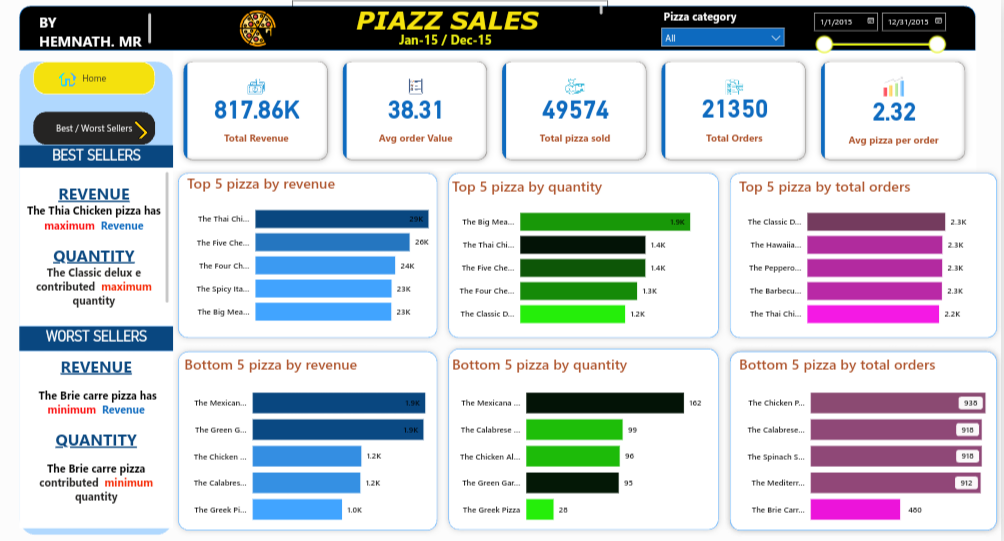 BY
HEMNATH. MR
PIAZZ SALES
Jan-15 / Dec-15
Pizza category
All
1/1/2015
12/31/2015
Home
Best / Worst Sellers
817.86K
Total Revenue
38.31
Avg order Value
49574
Total pizza sold
21350
Total Orders
2.32
Avg pizza per order
BEST SELLERS
REVENUE
The Thia Chicken pizza has
maximum Revenue
QUANTITY
The Classic delux e
contributed maximum
quantity
WORST SELLERS
REVENUE
The Brie carre pizza has
minimum Revenue
QUANTITY
The Brie carre pizza
contributed minimum
quantity
Top 5 pizza by revenue
The Thai Chi... 29K
The Five Che... 26K
The Four Ch... 24K
The Spicy Ita... 23K
The Big Mea... 23K
Top 5 pizza by quantity
The Big Mea... 1.9K
The Thai Chi... 1.4K
The Five Che... 1.4K
The Four Che... 1.3K
The Classic D... 1.2K
Top 5 pizza by total orders
The Classic D... 2.3K
The Hawaiia... 2.3K
The Peppero... 2.3K
The Barbecu... 2.3K
The Thai Chi... 2.2K
Bottom 5 pizza by revenue
The Mexican... 1.9K
The Green G... 1.9K
The Chicken ... 1.2K
The Calabres... 1.2K
The Greek Pi... 1.0K
Bottom 5 pizza by quantity
The Mexicana ... 162
The Calabrese ... 99
The Chicken Al... 96
The Green Gar... 95
The Greek Pizza 28
Bottom 5 pizza by total orders
The Chicken P... 938
The Calabrese... 918
The Spinach S... 918
The Mediterr... 912
The Brie Carr... 480